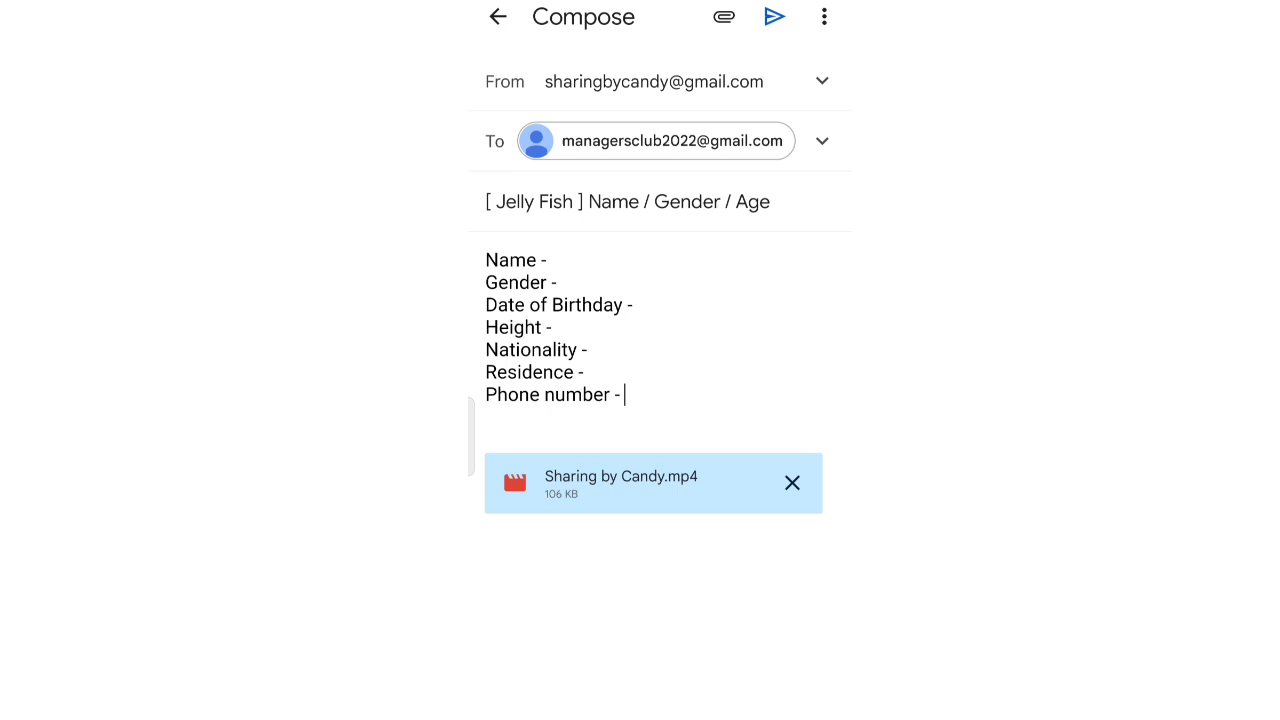 Compose
From sharingbycandy@gmail.com
To managersclub2022@gmail.com
[ Jelly Fish ] Name / Gender / Age
Name -
Gender -
Date of Birthday -
Height -
Nationality -
Residence -
Phone number -
Sharing by Candy.mp4
106 KB